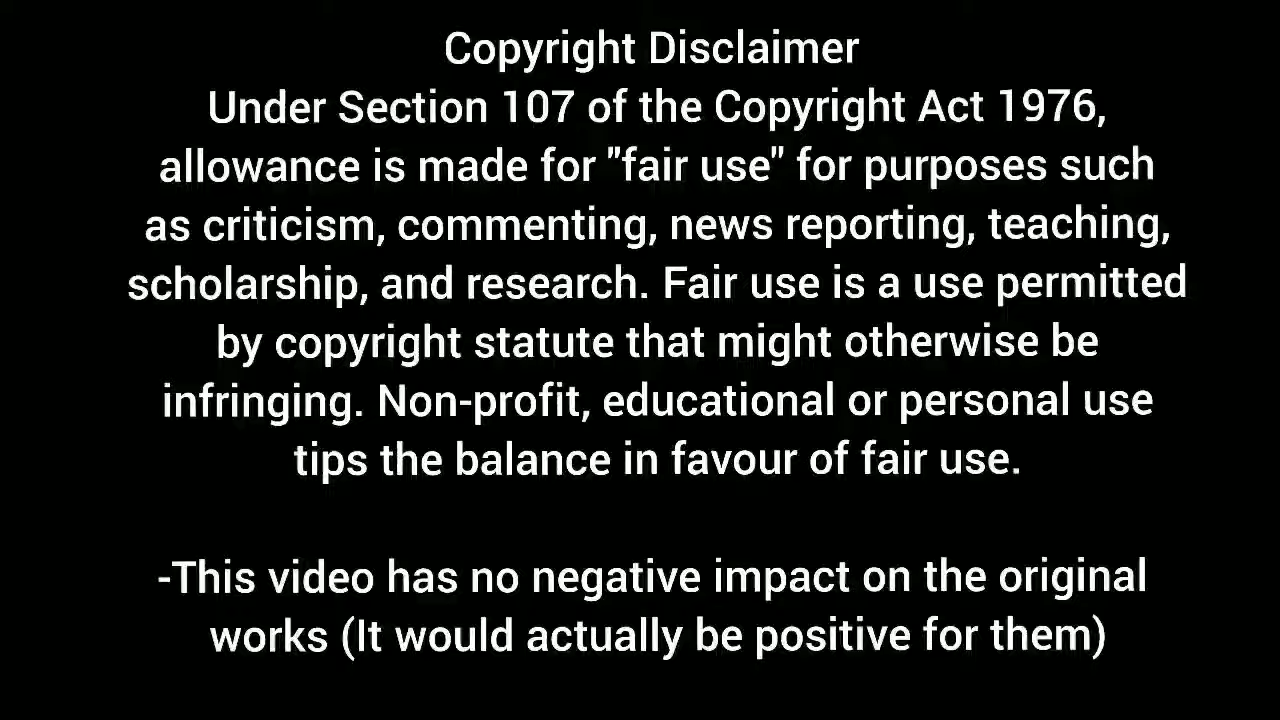 Copyright Disclaimer
Under Section 107 of the Copyright Act 1976,
allowance is made for "fair use" for purposes such
as criticism, commenting, news reporting, teaching,
scholarship, and research. Fair use is a use permitted
by copyright statute that might otherwise be
infringing. Non-profit, educational or personal use
tips the balance in favour of fair use.
-This video has no negative impact on the original
works (It would actually be positive for them)